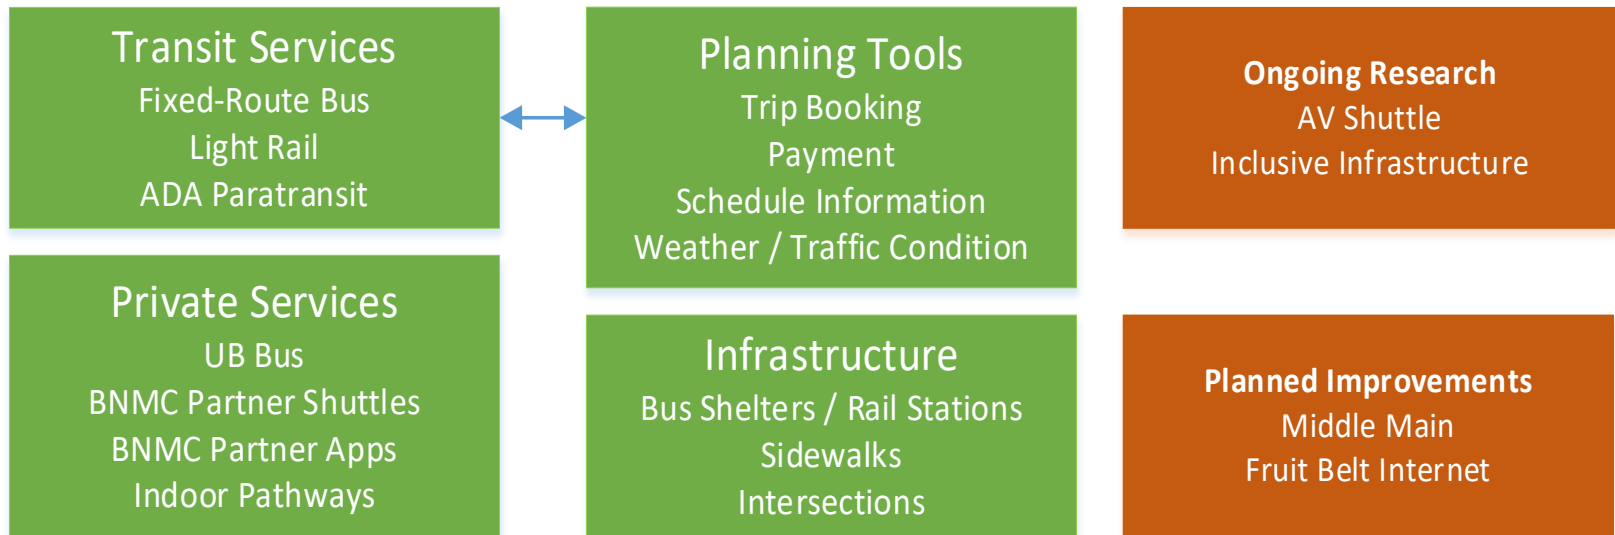 Transit Services
Fixed-Route Bus
Light Rail
ADA Paratransit
Planning Tools
Trip Booking
Payment
Schedule Information
Weather / Traffic Condition
Ongoing Research
AV Shuttle
Inclusive Infrastructure
Private Services
UB Bus
BNMC Partner Shuttles
BNMC Partner Apps
Indoor Pathways
Infrastructure
Bus Shelters / Rail Stations
Sidewalks
Intersections
Planned Improvements
Middle Main
Fruit Belt Internet